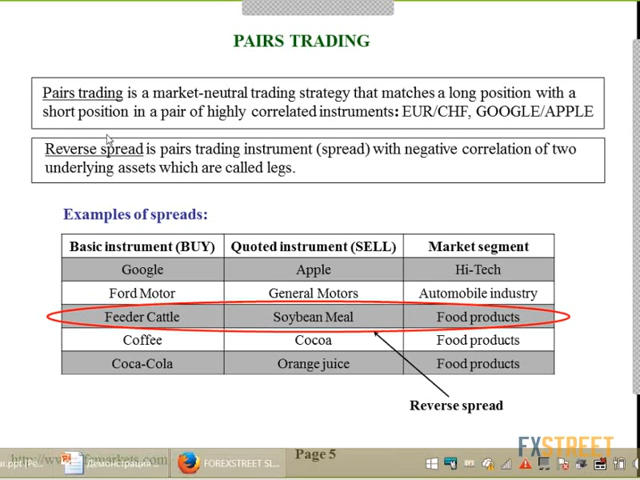 PAIRS TRADING
Pairs trading is a market-neutral trading strategy that matches a long position with a
short position in a pair of highly correlated instruments: EUR/CHF, GOOGLE/APPLE
Reverse spread is pairs trading instrument (spread) with negative correlation of two
underlying assets which are called legs.
Examples of spreads:
Basic instrument (BUY) Quoted instrument (SELL) Market segment
Google Apple Hi-Tech
Ford Motor General Motors Automobile industry
Feeder Cattle Soybean Meal Food products
Coffee Cocoa Food products
Coca-Cola Orange juice Food products
Reverse spread
FXSTREET
Page 5
Демонстрация
FOREXSTREET SL...